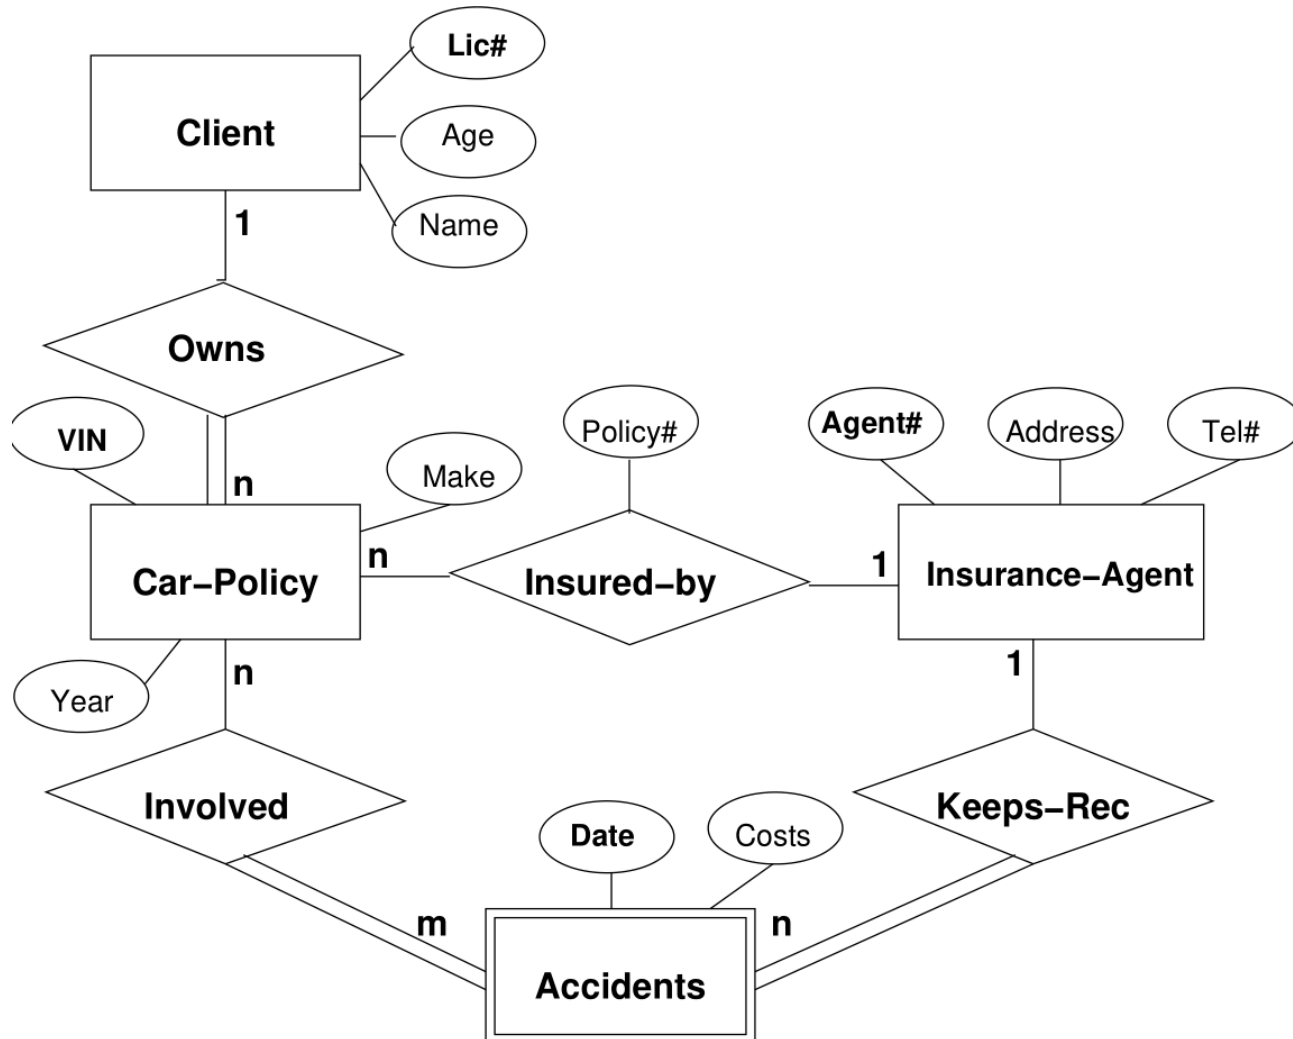 Lic#
Client
Age
Name
1
Owns
VIN
n
Make
Policy#
Agent#
Address
Tel#
Car–Policy
n
Insured–by
1
Insurance–Agent
Year
n
1
Involved
Keeps–Rec
Date
Costs
m
n
Accidents